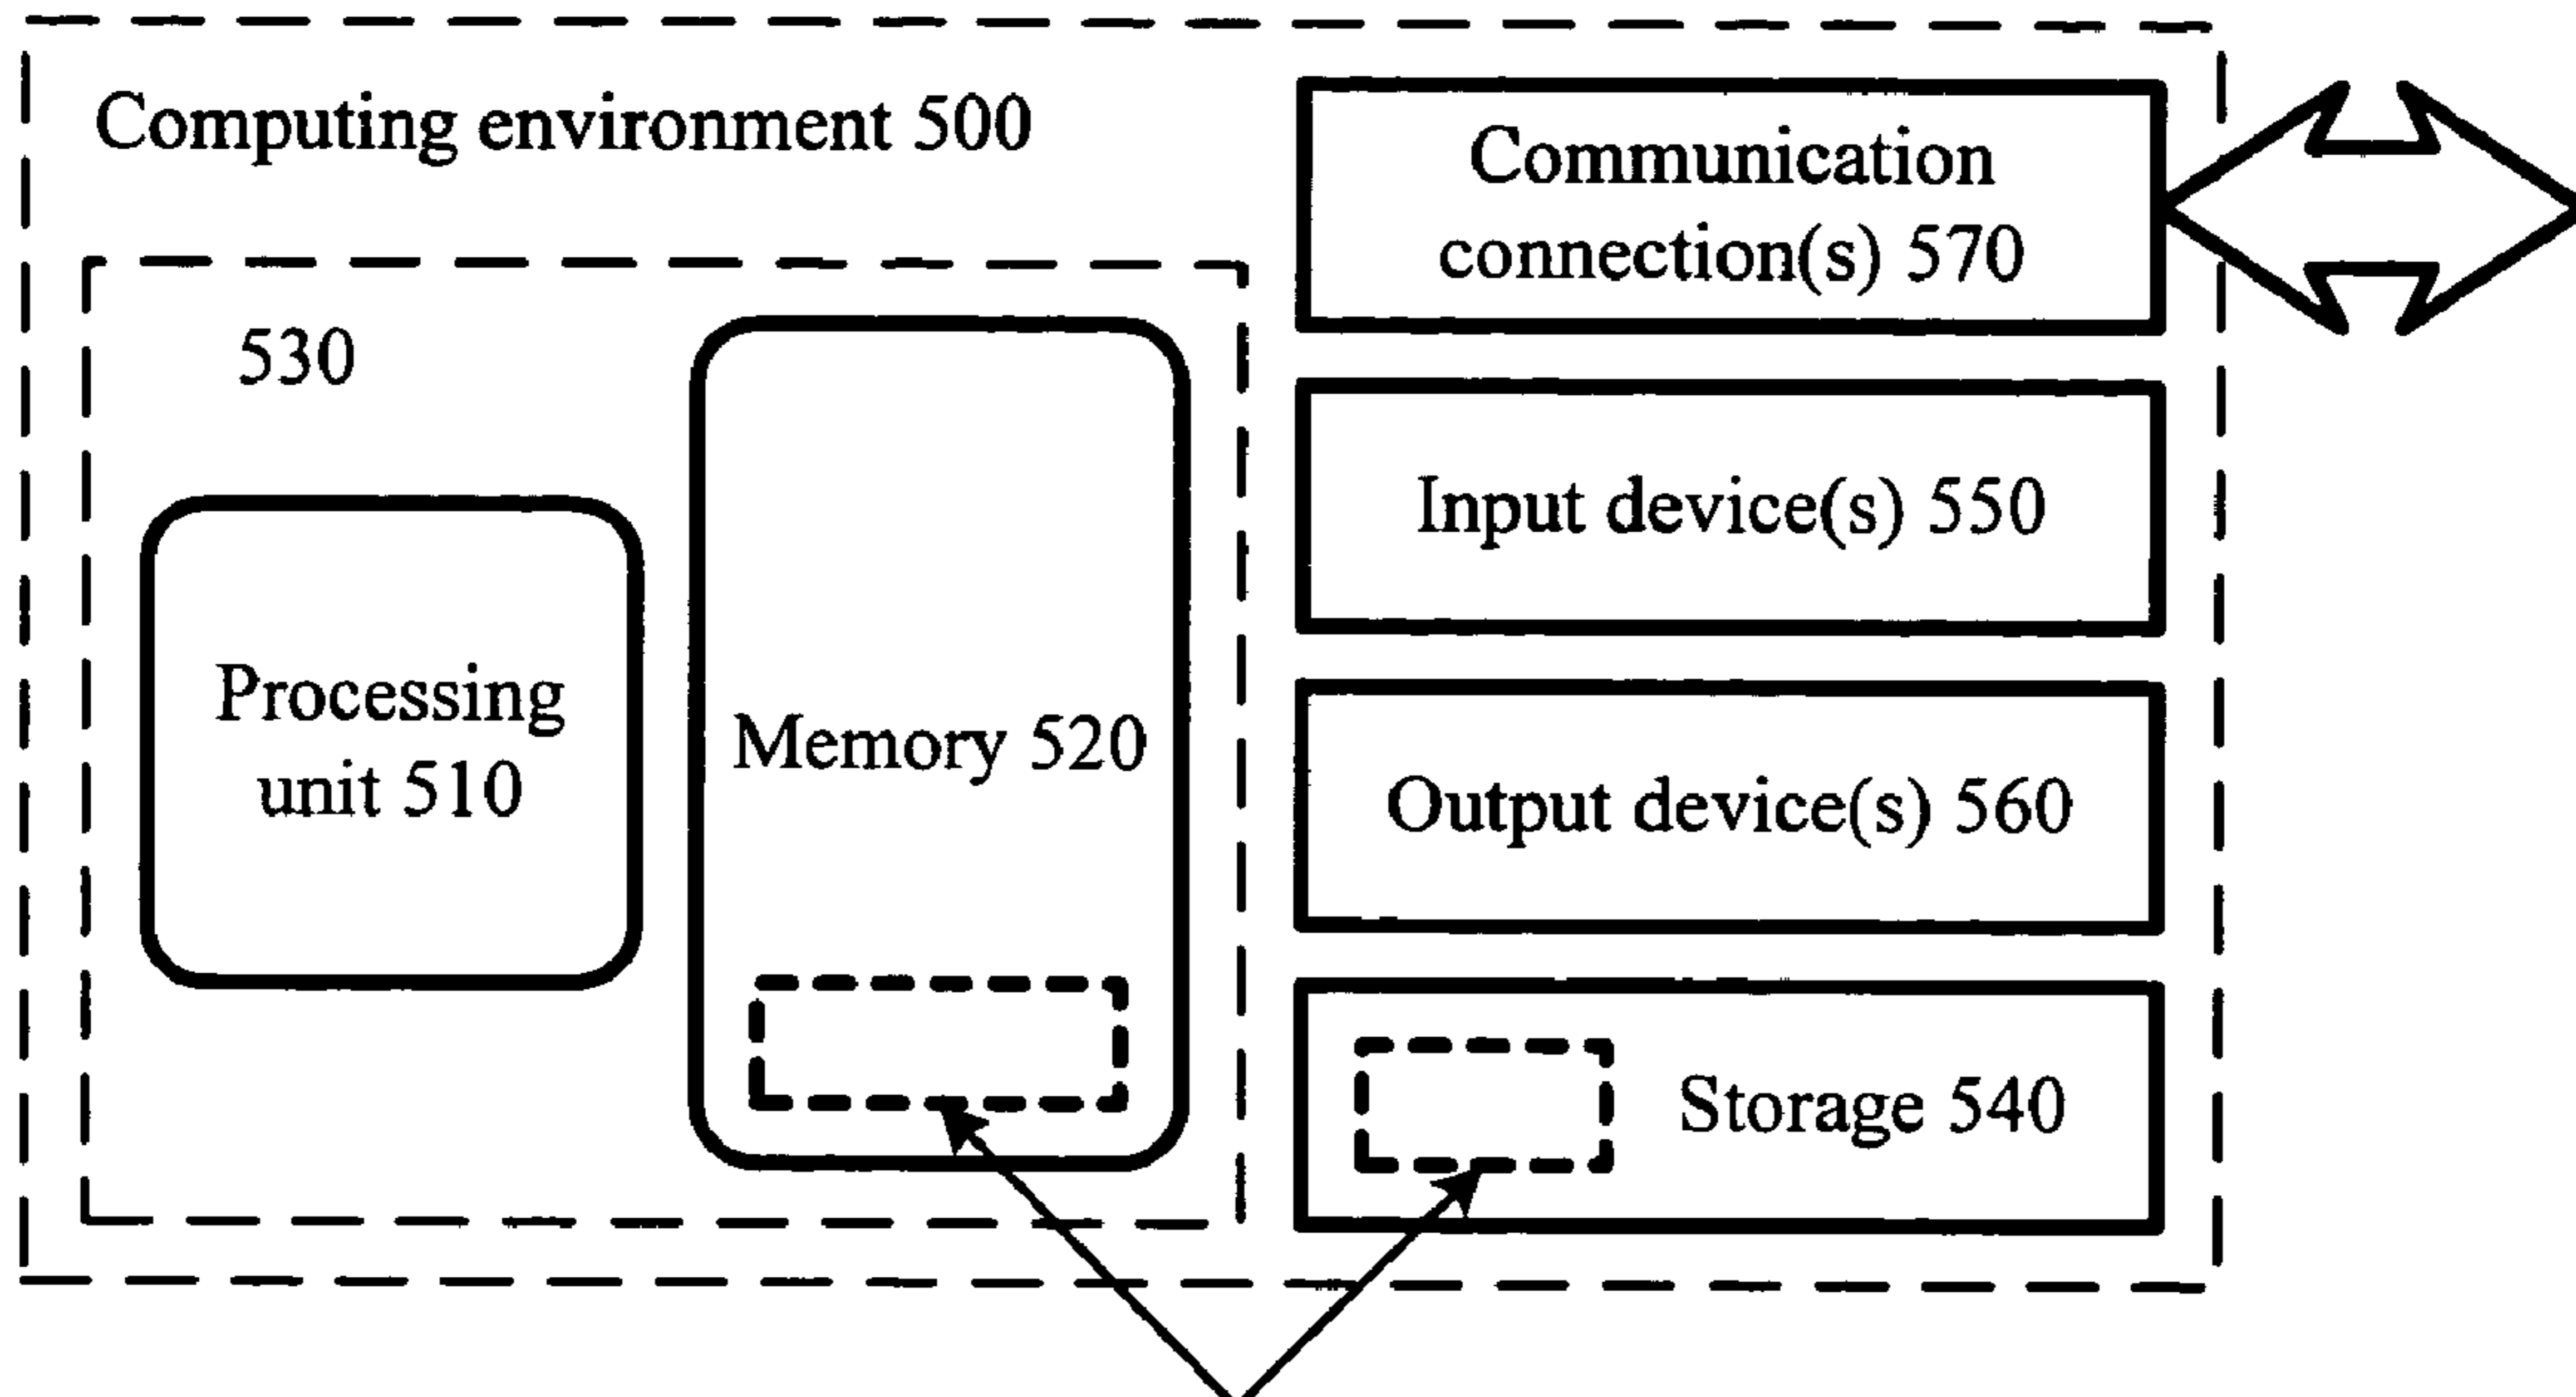 Computing environment 500
Communication
connection(s) 570
530
Input device(s) 550
Processing
unit 510
Memory 520
Output device(s) 560
Storage 540